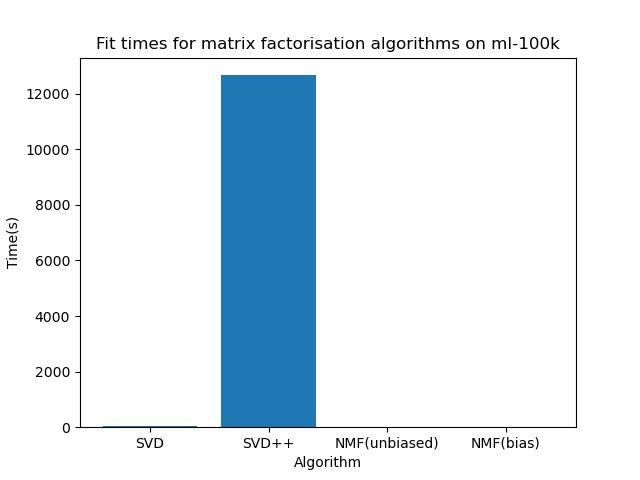 Fit times for matrix factorisation algorithms on ml-100k
Time(s)
12000
10000
8000
6000
4000
2000
0
SVD SVD++ NMF(unbiased) NMF(bias)
Algorithm